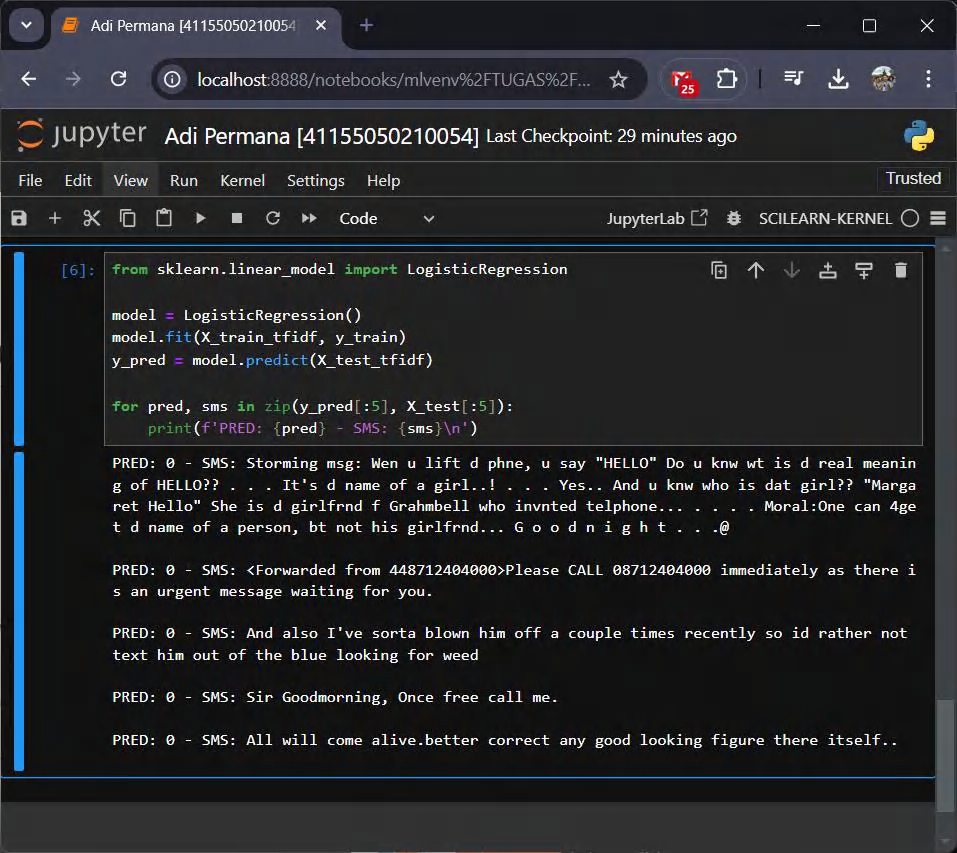 Adi Permana [41155050210054
localhost:8888/notebooks/mlvenv%2FTUGAS%2F...
25
jupyter Adi Permana [41155050210054] Last Checkpoint: 29 minutes ago
File Edit View Run Kernel Settings Help Trusted
Code JupyterLab SCILEARN-KERNEL
[6]: from sklearn.linear_model import LogisticRegression
model = LogisticRegression()
model.fit(X_train_tfidf, y_train)
y_pred = model.predict(X_test_tfidf)
for pred, sms in zip(y_pred[:5], X_test[:5]):
    print(f'PRED: {pred} - SMS: {sms}\n')
PRED: 0 - SMS: Storming msg: Wen u lift d phne, u say "HELLO" Do u knw wt is d real meanin
g of HELLO?? . . . It's d name of a girl..! . . . Yes.. And u knw who is dat girl?? "Marga
ret Hello" She is d girlfrnd f Grahmbell who invnted telphone... . . . . Moral:One can 4ge
t d name of a person, bt not his girlfrnd... G o o d n i g h t . . .@
PRED: 0 - SMS: <Forwarded from 448712404000>Please CALL 08712404000 immediately as there i
s an urgent message waiting for you.
PRED: 0 - SMS: And also I've sorta blown him off a couple times recently so id rather not
text him out of the blue looking for weed
PRED: 0 - SMS: Sir Goodmorning, Once free call me.
PRED: 0 - SMS: All will come alive.better correct any good looking figure there itself..